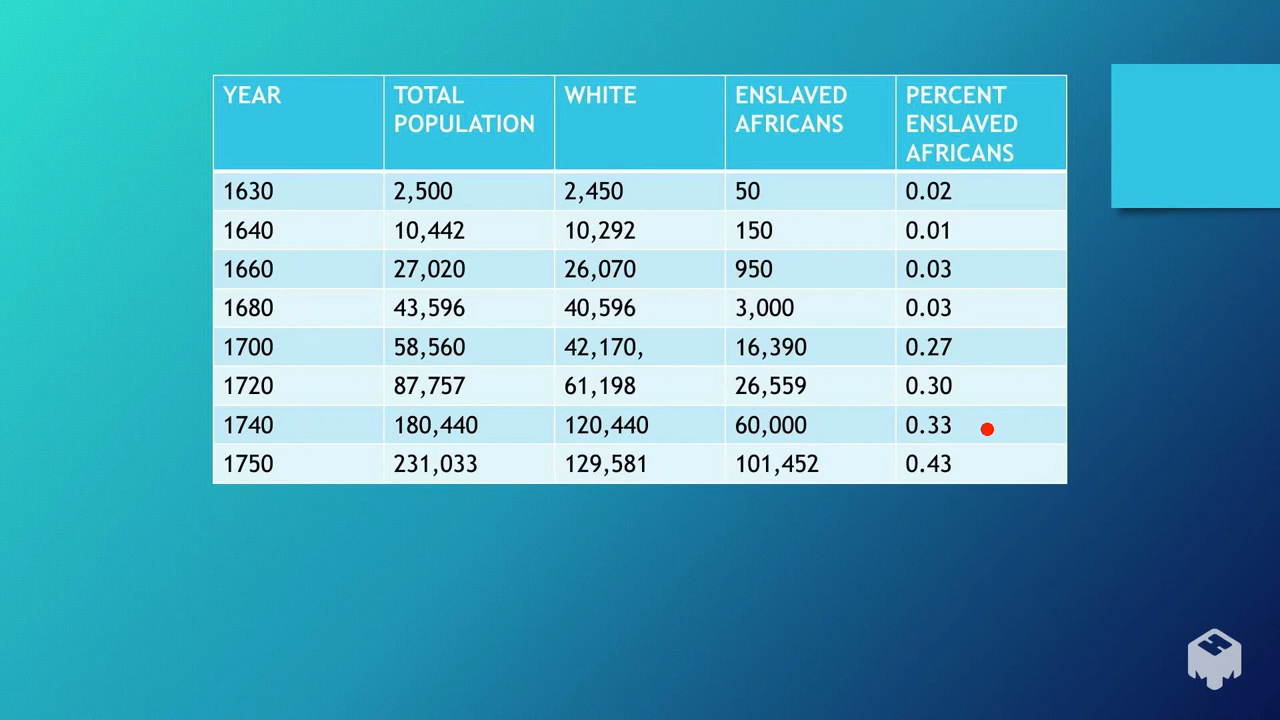 YEAR TOTAL POPULATION WHITE ENSLAVED AFRICANS PERCENT ENSLAVED AFRICANS
1630 2,500 2,450 50 0.02
1640 10,442 10,292 150 0.01
1660 27,020 26,070 950 0.03
1680 43,596 40,596 3,000 0.03
1700 58,560 42,170, 16,390 0.27
1720 87,757 61,198 26,559 0.30
1740 180,440 120,440 60,000 0.33
1750 231,033 129,581 101,452 0.43